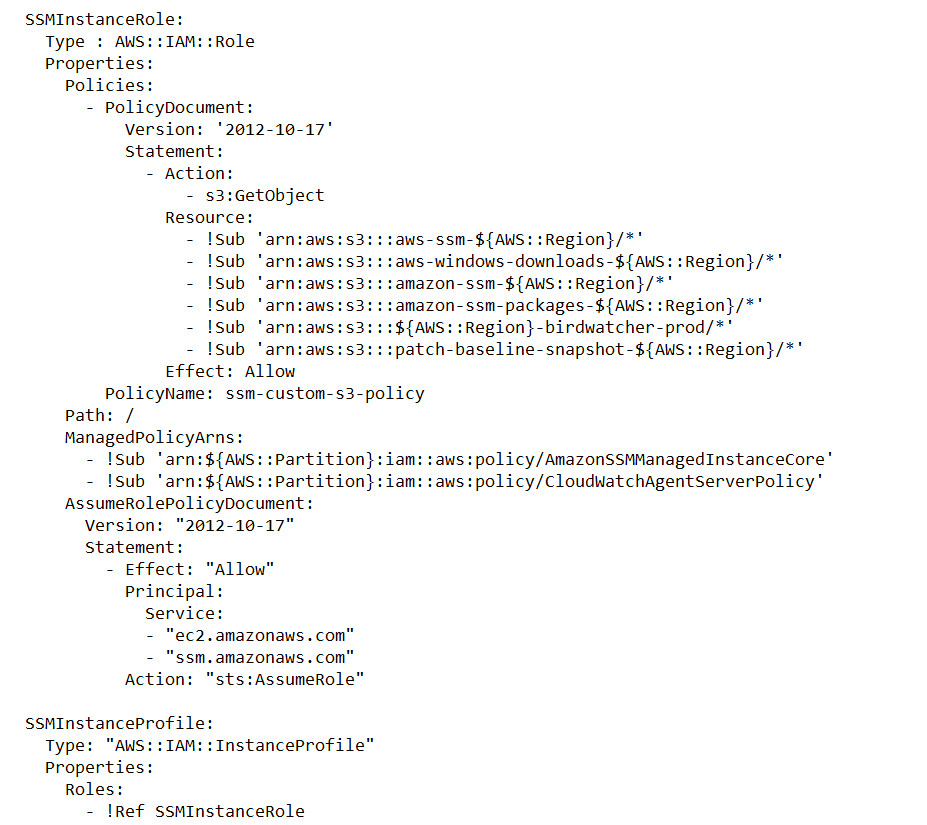 SSMInstanceRole:
  Type : AWS::IAM::Role
  Properties:
    Policies:
      - PolicyDocument:
          Version: '2012-10-17'
          Statement:
            - Action:
                - s3:GetObject
              Resource:
                - !Sub 'arn:aws:s3:::aws-ssm-${AWS::Region}/*'
                - !Sub 'arn:aws:s3:::aws-windows-downloads-${AWS::Region}/*'
                - !Sub 'arn:aws:s3:::amazon-ssm-${AWS::Region}/*'
                - !Sub 'arn:aws:s3:::amazon-ssm-packages-${AWS::Region}/*'
                - !Sub 'arn:aws:s3:::${AWS::Region}-birdwatcher-prod/*'
                - !Sub 'arn:aws:s3:::patch-baseline-snapshot-${AWS::Region}/*'
              Effect: Allow
        PolicyName: ssm-custom-s3-policy
    Path: /
    ManagedPolicyArns:
      - !Sub 'arn:${AWS::Partition}:iam::aws:policy/AmazonSSMManagedInstanceCore'
      - !Sub 'arn:${AWS::Partition}:iam::aws:policy/CloudWatchAgentServerPolicy'
    AssumeRolePolicyDocument:
      Version: "2012-10-17"
      Statement:
        - Effect: "Allow"
          Principal:
            Service:
            - "ec2.amazonaws.com"
            - "ssm.amazonaws.com"
          Action: "sts:AssumeRole"

SSMInstanceProfile:
  Type: "AWS::IAM::InstanceProfile"
  Properties:
    Roles:
      - !Ref SSMInstanceRole